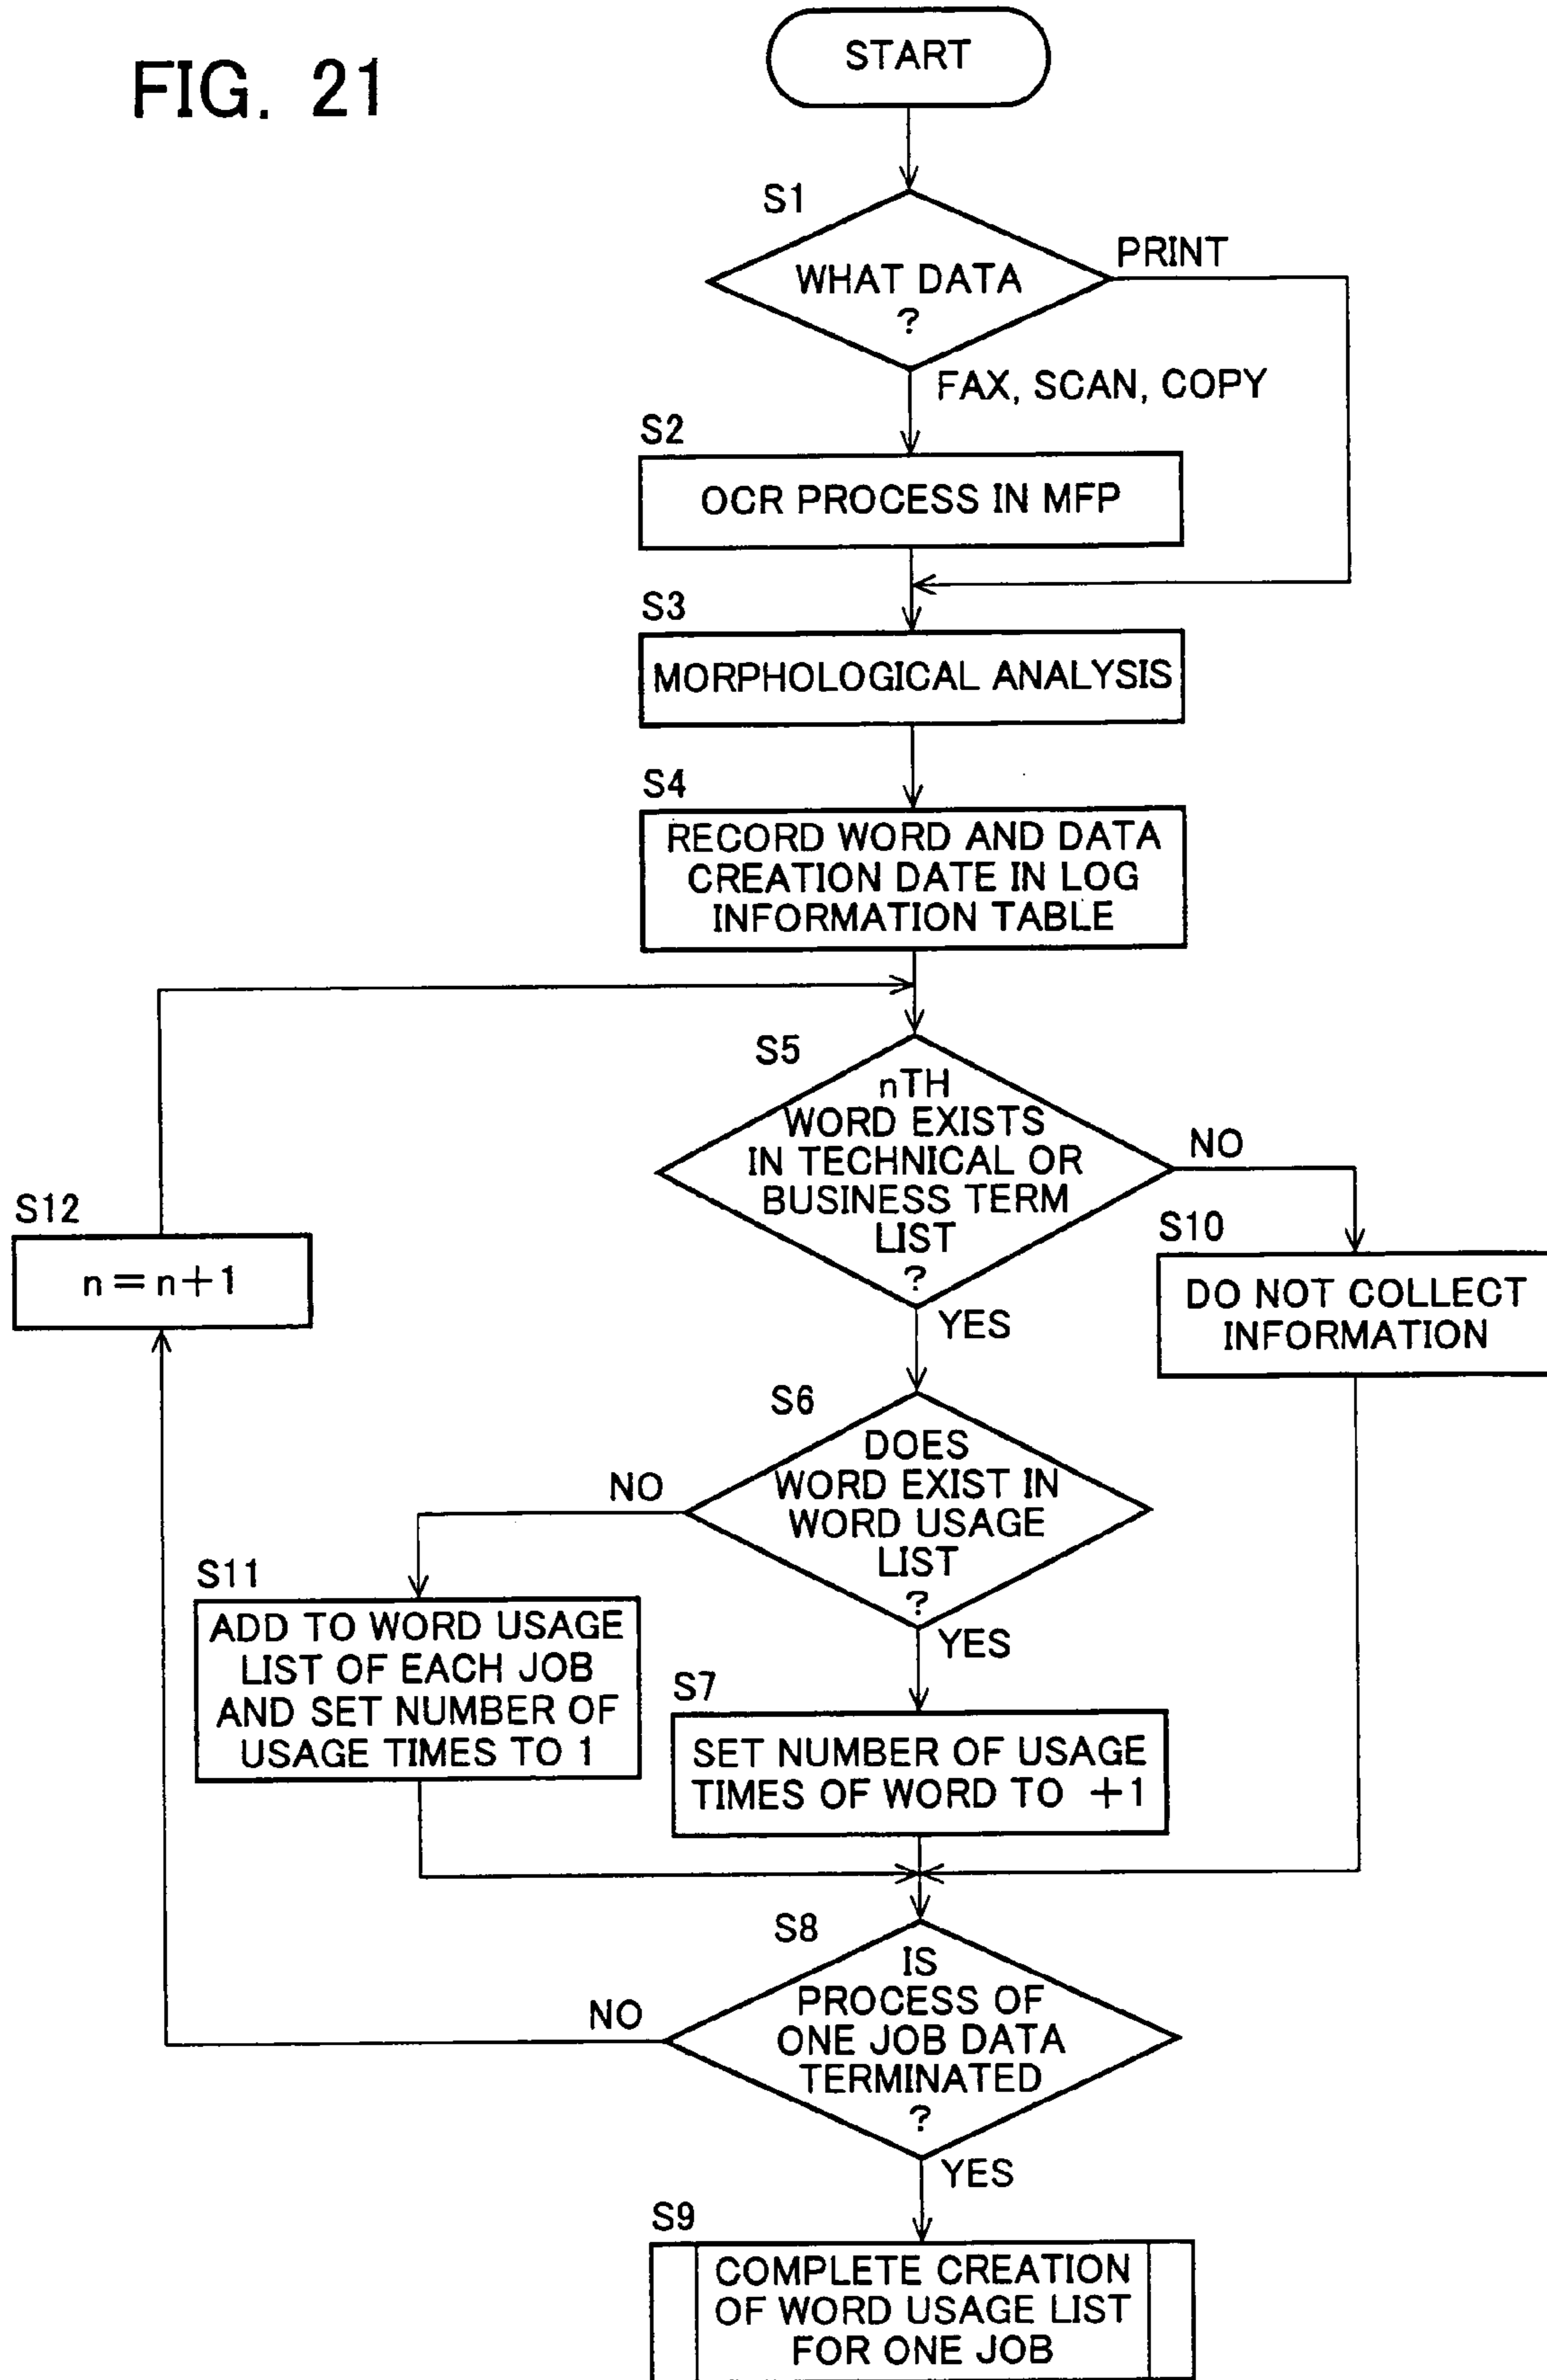 FIG. 21
START
S1
WHAT DATA
?
PRINT
FAX, SCAN, COPY
S2
OCR PROCESS IN MFP
S3
MORPHOLOGICAL ANALYSIS
S4
RECORD WORD AND DATA
CREATION DATE IN LOG
INFORMATION TABLE
S5
nTH
WORD EXISTS
IN TECHNICAL OR
BUSINESS TERM
LIST
?
NO
YES
S12
n=n+1
S10
DO NOT COLLECT
INFORMATION
S6
DOES
WORD EXIST IN
WORD USAGE
LIST
?
NO
YES
S11
ADD TO WORD USAGE
LIST OF EACH JOB
AND SET NUMBER OF
USAGE TIMES TO 1
S7
SET NUMBER OF USAGE
TIMES OF WORD TO +1
S8
IS
PROCESS OF
ONE JOB DATA
TERMINATED
?
NO
YES
S9
COMPLETE CREATION
OF WORD USAGE LIST
FOR ONE JOB